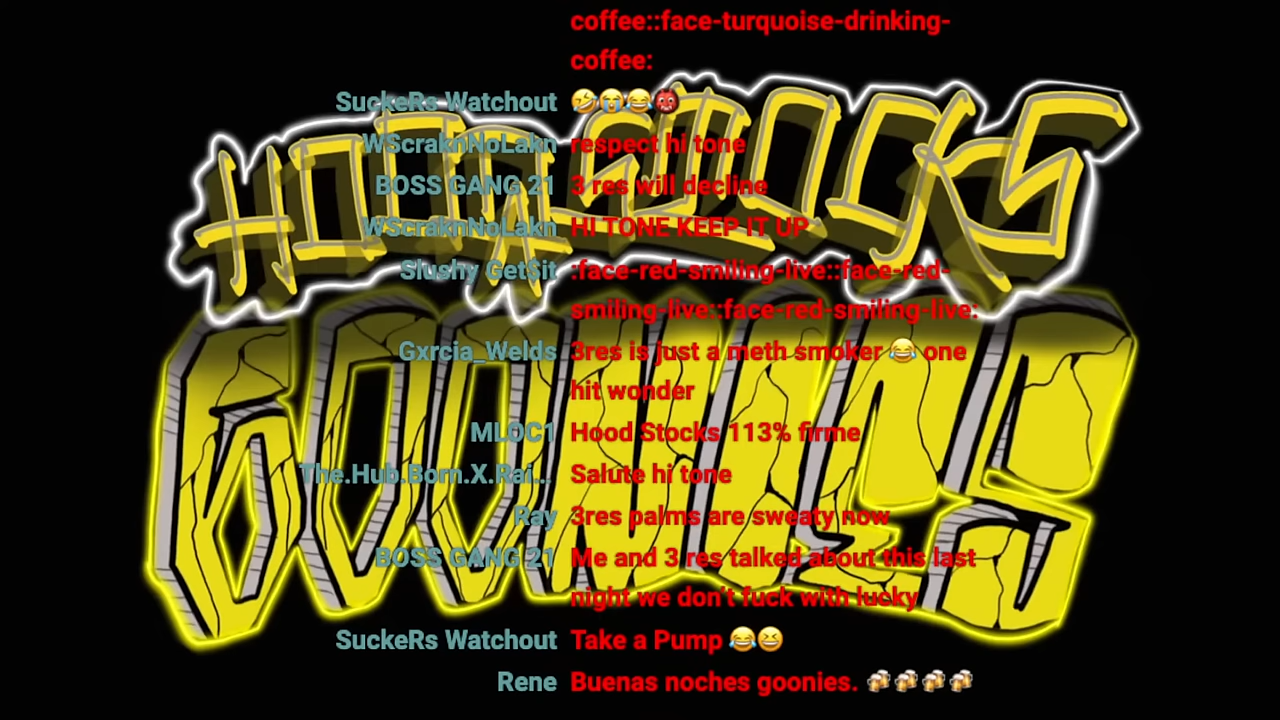 coffee::face-turquoise-drinking-
coffee:
SuckeRs Watchout 🤣😭😂👹
WScraknNoLakn respect hi tone
BOSS GANG 21 3 res will decline
WScraknNoLakn HI TONE KEEP IT UP
Slushy Get$it :face-red-smiling-live::face-red-
smiling-live::face-red-smiling-live:
Gxrcia_Welds 3res is just a meth smoker 😂 one
hit wonder
MLOC1 Hood Stocks 113% firme
The.Hub.Born.X.Rai... Salute hi tone
Ray 3res palms are sweaty now
BOSS GANG 21 Me and 3 res talked about this last
night we don't fuck with lucky
SuckeRs Watchout Take a Pump 😂😆
Rene Buenas noches goonies. 🍻🍻🍻🍻
HOOD STOCKS
GOONIES